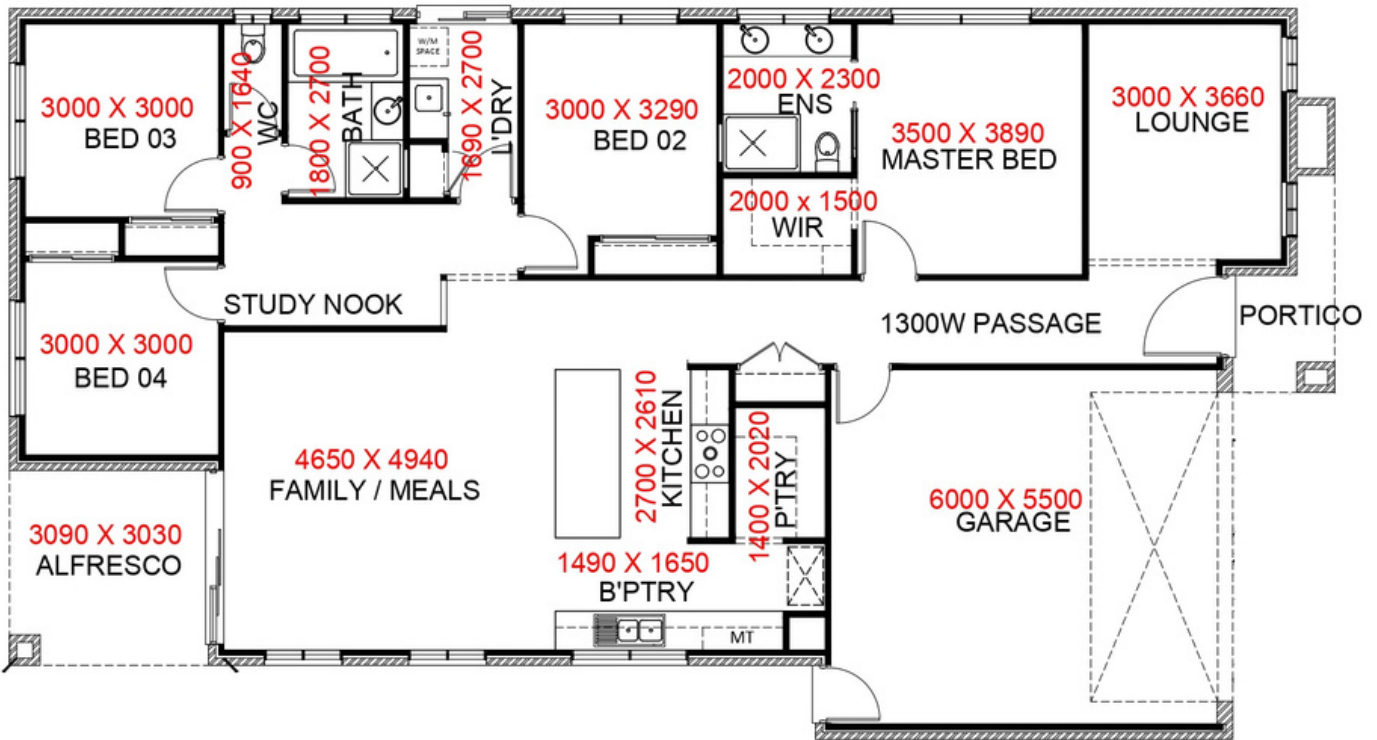 3000 X 3000
BED 03
900 X 1640
WC
1800 X 2700
BATH
W/M
SPACE
1690 X 2700
L'DRY
3000 X 3290
BED 02
2000 X 2300
ENS
2000 x 1500
WIR
3500 X 3890
MASTER BED
3000 X 3660
LOUNGE
STUDY NOOK
1300W PASSAGE
PORTICO
3000 X 3000
BED 04
4650 X 4940
FAMILY / MEALS
2700 X 2610
KITCHEN
1400 X 2020
P'TRY
6000 X 5500
GARAGE
3090 X 3030
ALFRESCO
1490 X 1650
B'PTRY
MT